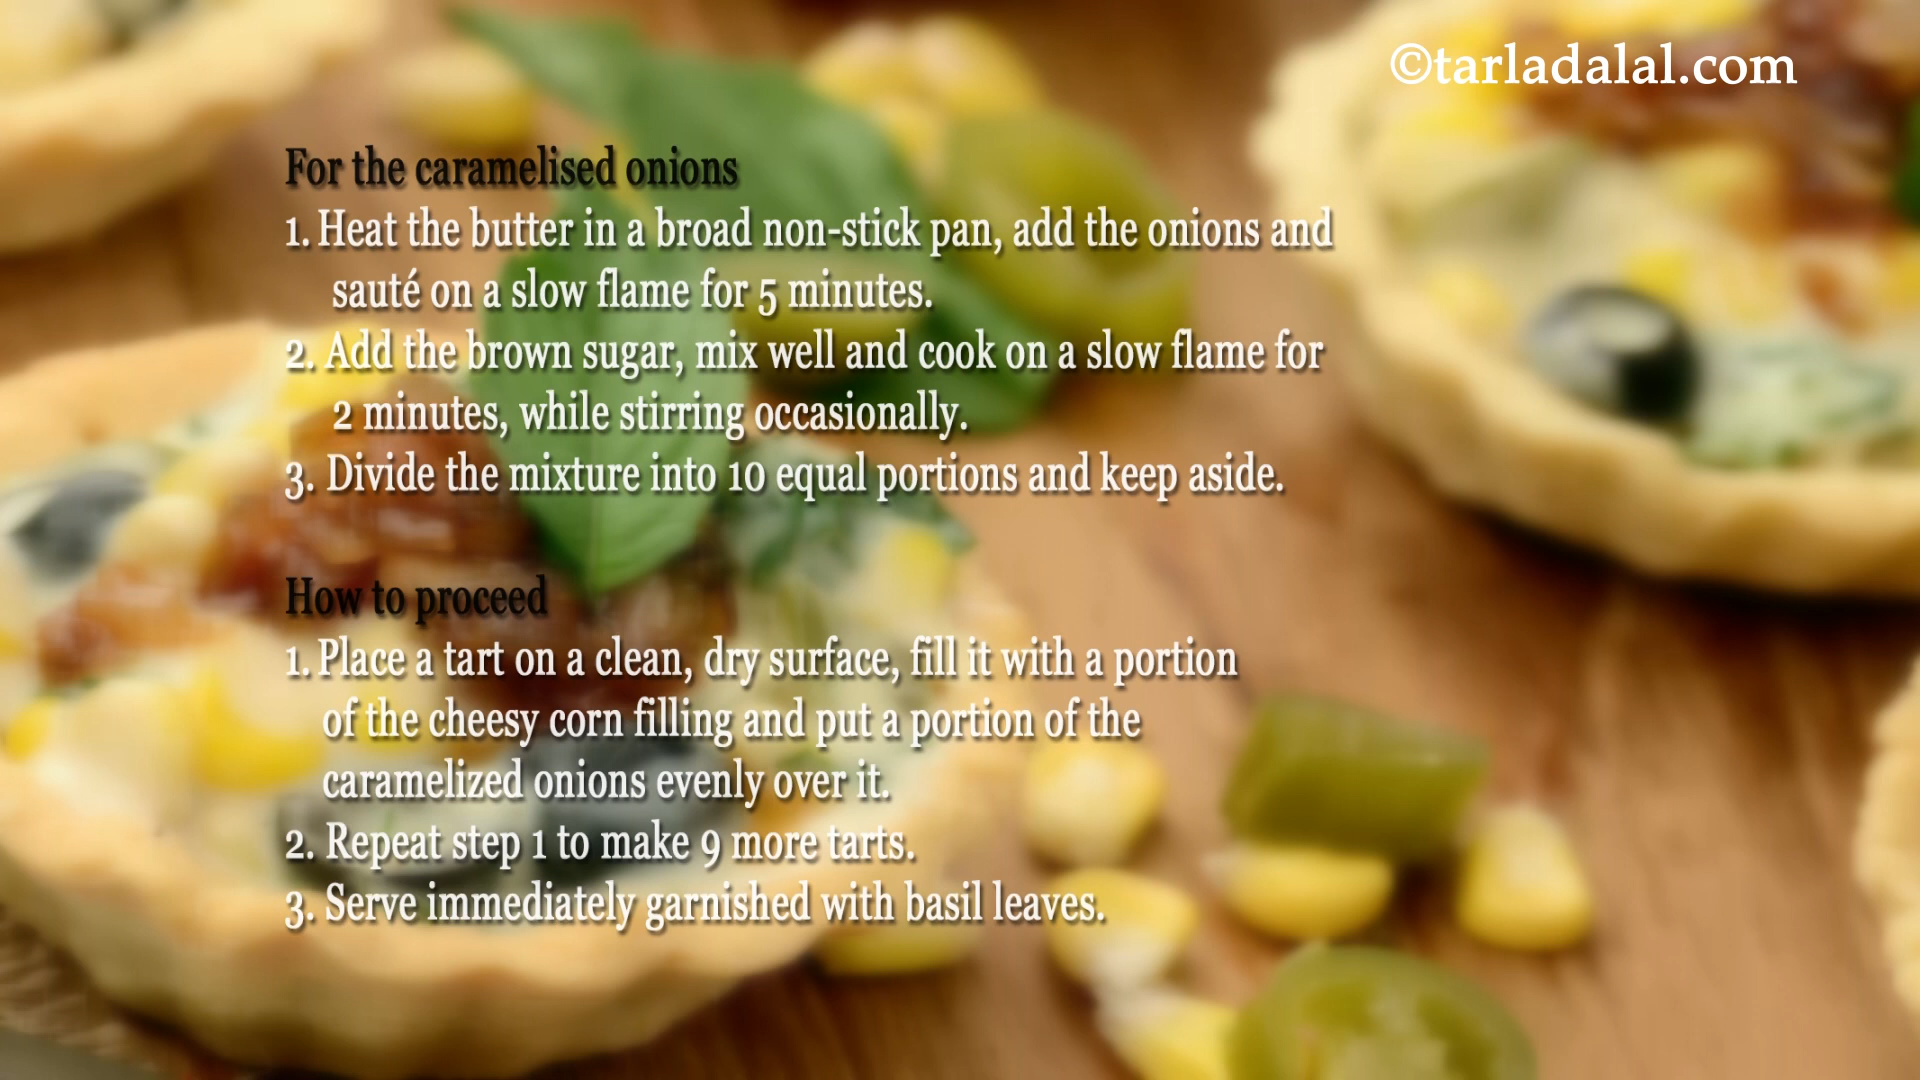 ©tarladalal.com
For the caramelised onions
1. Heat the butter in a broad non-stick pan, add the onions and
sauté on a slow flame for 5 minutes.
2. Add the brown sugar, mix well and cook on a slow flame for
2 minutes, while stirring occasionally.
3. Divide the mixture into 10 equal portions and keep aside.
How to proceed
1. Place a tart on a clean, dry surface, fill it with a portion
of the cheesy corn filling and put a portion of the
caramelized onions evenly over it.
2. Repeat step 1 to make 9 more tarts.
3. Serve immediately garnished with basil leaves.